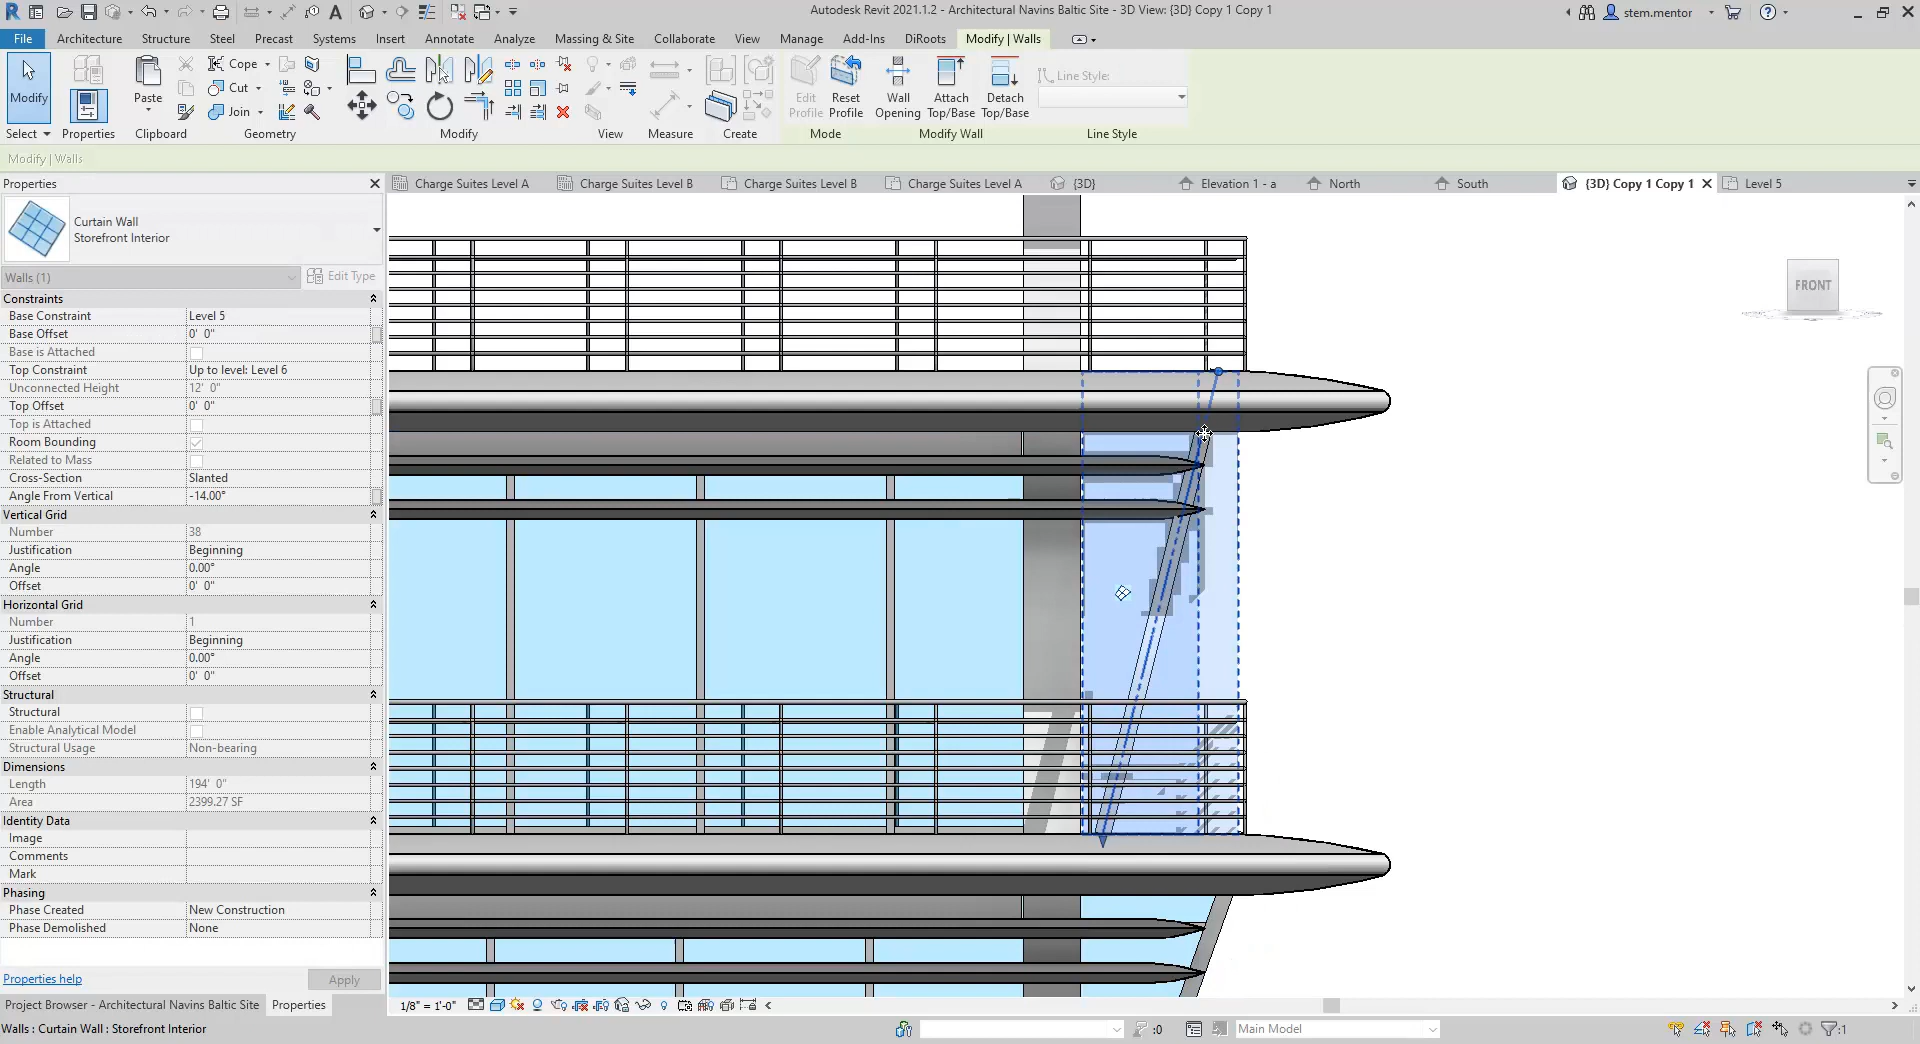 Autodesk Revit 2021.1.2 - Architectural Navins Baltic Site - 3D View: {3D} Copy 1 Copy 1
stem.mentor
File Architecture Structure Steel Precast Systems Insert Annotate Analyze Massing & Site Collaborate View Manage Add-Ins DiRoots Modify | Walls
Cope
Line Style:
Cut
Modify Paste Join Edit Profile Reset Profile Wall Opening Attach Top/Base Detach Top/Base
Select Properties Clipboard Geometry Modify View Measure Create Mode Modify Wall Line Style
Modify | Walls
Properties
Charge Suites Level A Charge Suites Level B Charge Suites Level B Charge Suites Level A {3D} Elevation 1 - a North South {3D} Copy 1 Copy 1 Level 5
Curtain Wall
Storefront Interior
Walls (1) Edit Type
Constraints
Base Constraint Level 5
Base Offset 0' 0"
Base is Attached
Top Constraint Up to level: Level 6
Unconnected Height 12' 0"
Top Offset 0' 0"
Top is Attached
Room Bounding
Related to Mass
Cross-Section Slanted
Angle From Vertical -14.00°
Vertical Grid
Number 38
Justification Beginning
Angle 0.00°
Offset 0' 0"
Horizontal Grid
Number 1
Justification Beginning
Angle 0.00°
Offset 0' 0"
Structural
Structural
Enable Analytical Model
Structural Usage Non-bearing
Dimensions
Length 194' 0"
Area 2399.27 SF
Identity Data
Image
Comments
Mark
Phasing
Phase Created New Construction
Phase Demolished None
Properties help Apply
Project Browser - Architectural Navins Baltic Site Properties
FRONT
1/8" = 1'-0"
Walls : Curtain Wall : Storefront Interior
:0
Main Model
:1